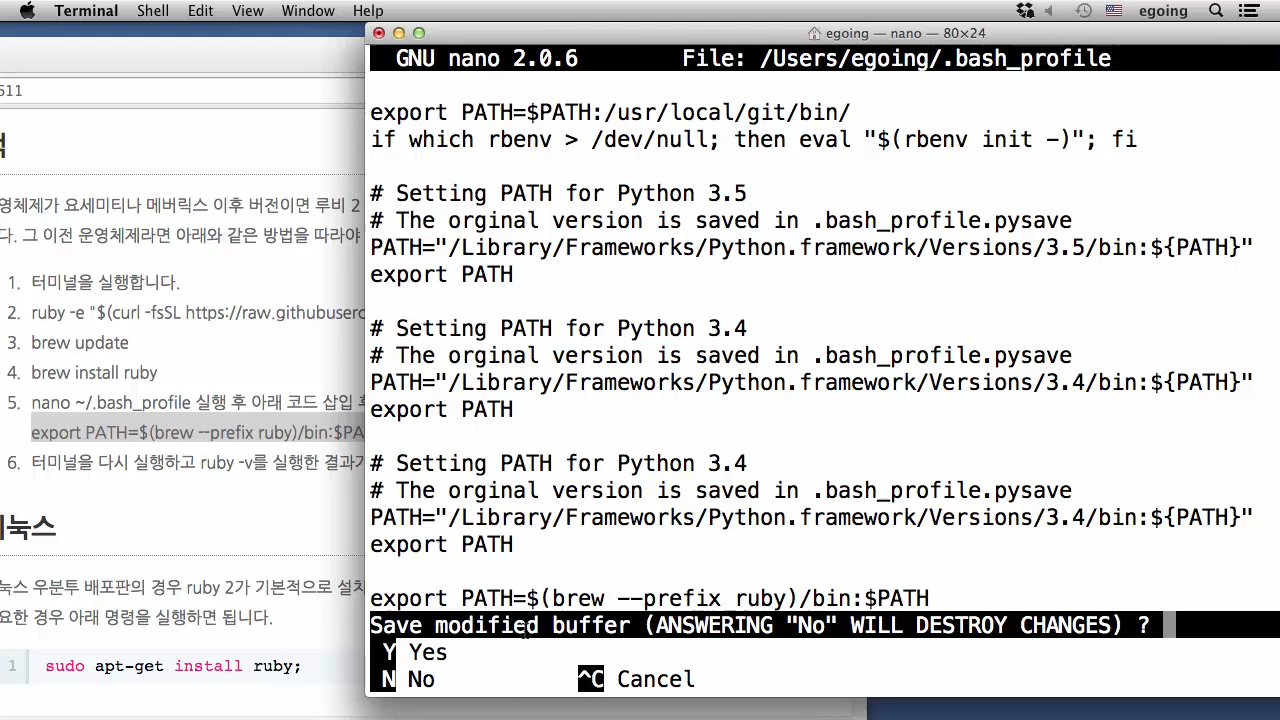 Terminal Shell Edit View Window Help egoing
egoing — nano — 80×24
GNU nano 2.0.6 File: /Users/egoing/.bash_profile
export PATH=$PATH:/usr/local/git/bin/
if which rbenv > /dev/null; then eval "$(rbenv init -)"; fi
# Setting PATH for Python 3.5
# The orginal version is saved in .bash_profile.pysave
PATH="/Library/Frameworks/Python.framework/Versions/3.5/bin:${PATH}"
export PATH
# Setting PATH for Python 3.4
# The orginal version is saved in .bash_profile.pysave
PATH="/Library/Frameworks/Python.framework/Versions/3.4/bin:${PATH}"
export PATH
# Setting PATH for Python 3.4
# The orginal version is saved in .bash_profile.pysave
PATH="/Library/Frameworks/Python.framework/Versions/3.4/bin:${PATH}"
export PATH
export PATH=$(brew --prefix ruby)/bin:$PATH
Save modified buffer (ANSWERING "No" WILL DESTROY CHANGES) ?
Y Yes
N No ^C Cancel
611
영체제가 요세미티나 메버릭스 이후 버전이면 루비 2
다. 그 이전 운영체제라면 아래와 같은 방법을 따라야
1. 터미널을 실행합니다.
2. ruby -e "$(curl -fsSL https://raw.githubuserc
3. brew update
4. brew install ruby
5. nano ~/.bash_profile 실행 후 아래 코드 삽입 후
export PATH=$(brew --prefix ruby)/bin:$PA
6. 터미널을 다시 실행하고 ruby -v를 실행한 결과가
눅스
눅스 우분투 배포판의 경우 ruby 2가 기본적으로 설치
요한 경우 아래 명령을 실행하면 됩니다.
1 sudo apt-get install ruby;